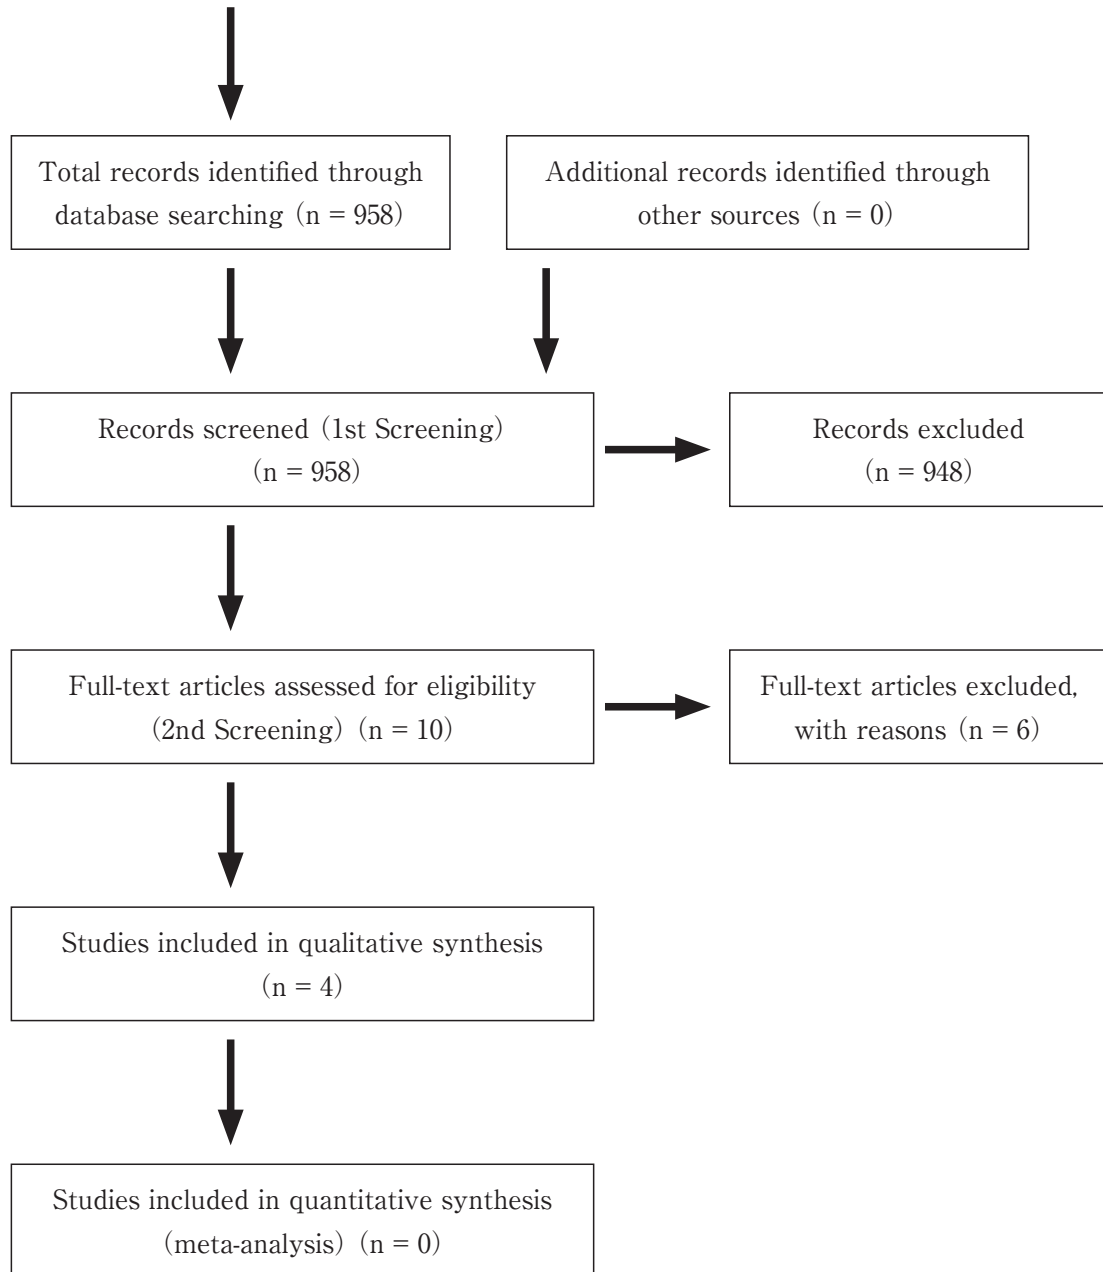 Total records identified through
database searching (n = 958)
Additional records identified through
other sources (n = 0)
Records screened (1st Screening)
(n = 958)
Records excluded
(n = 948)
Full-text articles assessed for eligibility
(2nd Screening) (n = 10)
Full-text articles excluded,
with reasons (n = 6)
Studies included in qualitative synthesis
(n = 4)
Studies included in quantitative synthesis
(meta-analysis) (n = 0)